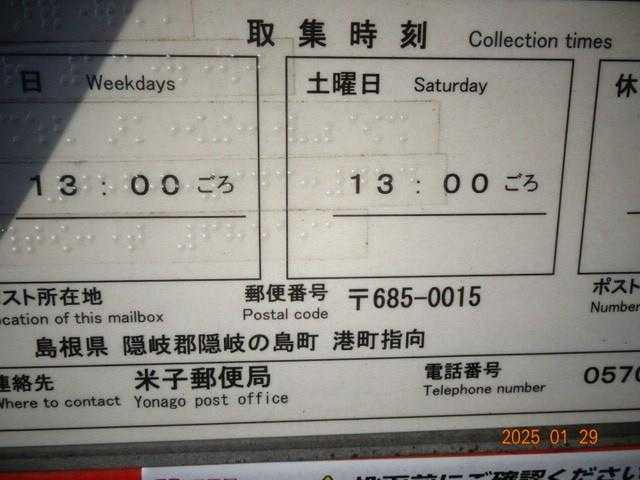 取集時刻 Collection times
日 Weekdays
土曜日 Saturday
休
13:00ごろ
13:00ごろ
スト所在地
ocation of this mailbox
郵便番号 〒685-0015
Postal code
ポスト
Number
島根県 隠岐郡隠岐の島町 港町指向
連絡先 米子郵便局
Where to contact Yonago post office
電話番号 0570
Telephone number
2025 01 29